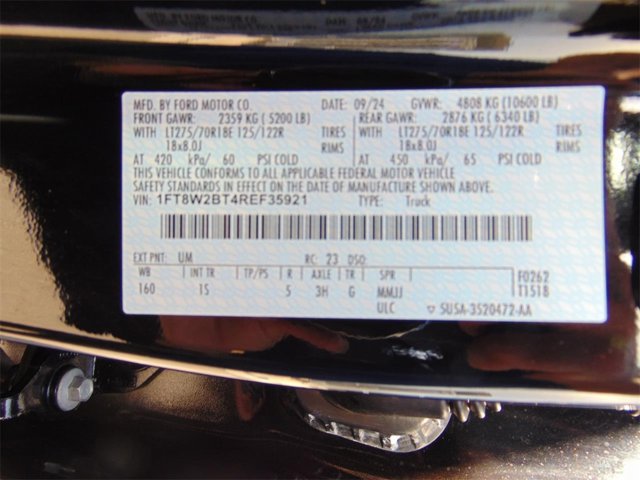 MFD. BY FORD MOTOR CO. DATE: 09/24 GVWR: 4808 KG (10600 LB)
FRONT GAWR: 2359 KG (5200 LB) REAR GAWR: 2876 KG (6340 LB)
WITH LT275/70R18E 125/122R TIRES WITH LT275/70R18E 125/122R TIRES
18x8.0J RIMS 18x8.0J RIMS
AT 420 kPa/ 60 PSI COLD AT 450 kPa/ 65 PSI COLD
THIS VEHICLE CONFORMS TO ALL APPLICABLE FEDERAL MOTOR VEHICLE
SAFETY STANDARDS IN EFFECT ON THE DATE OF MANUFACTURE SHOWN ABOVE.
VIN: 1FT8W2BT4REF35921 TYPE: Truck
EXT PNT: UM RC: 23 DSO:
WB INT TR TP/PS R AXLE TR SPR F0262
160 1S 5 3H G MMJJ T1518
ULC ▽ SU5A-3520472-AA